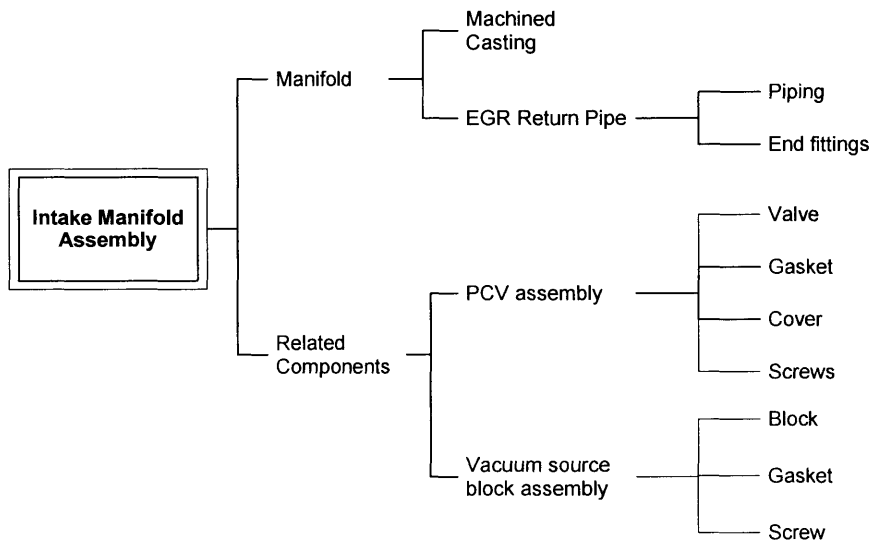 Machined
Casting
Manifold
EGR Return Pipe
Piping
End fittings
Intake Manifold
Assembly
Valve
Gasket
PCV assembly
Cover
Related
Components
Screws
Block
Vacuum source
block assembly
Gasket
Screw